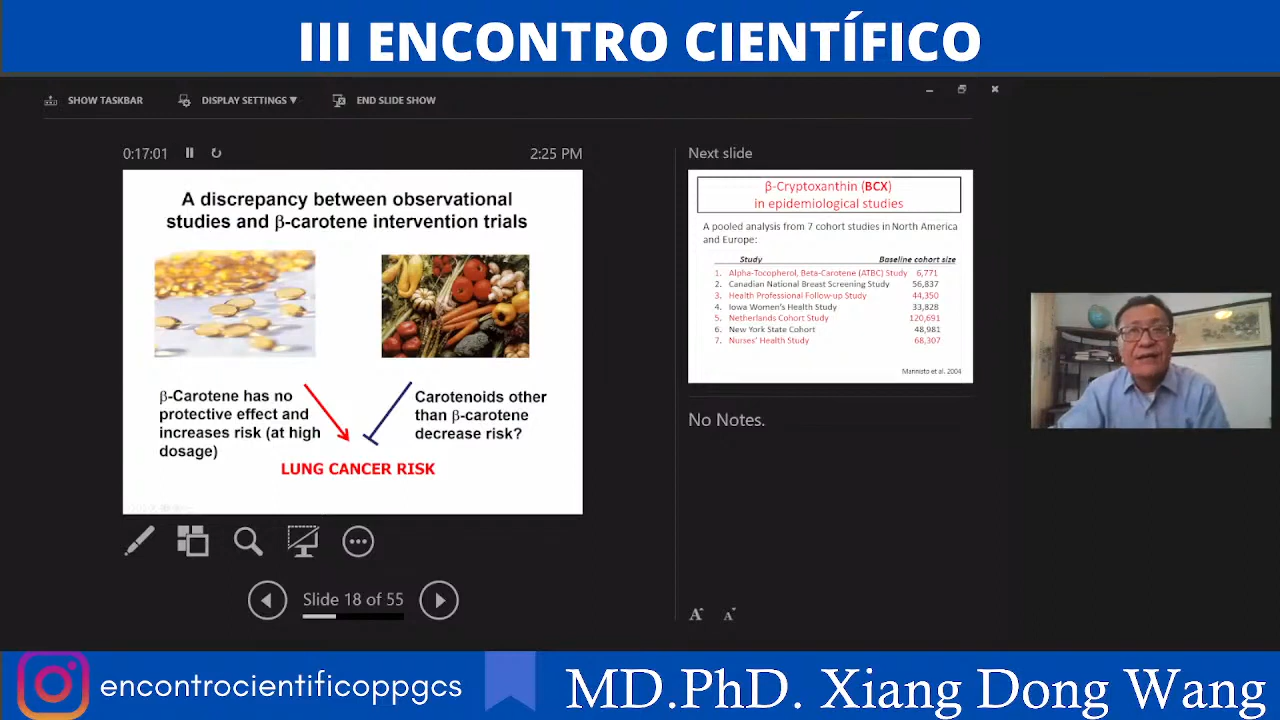 III ENCONTRO CIENTÍFICO
SHOW TASKBAR
DISPLAY SETTINGS ▼
END SLIDE SHOW
0:17:01
2:25 PM
A discrepancy between observational
studies and β-carotene intervention trials
β-Carotene has no
protective effect and
increases risk (at high
dosage)
Carotenoids other
than β-carotene
decrease risk?
LUNG CANCER RISK
Slide 18 of 55
Next slide
β-Cryptoxanthin (BCX)
in epidemiological studies
A pooled analysis from 7 cohort studies in North America
and Europe:
Study Baseline cohort size
1. Alpha-Tocopherol, Beta-Carotene (ATBC) Study 6,771
2. Canadian National Breast Screening Study 56,837
3. Health Professional Follow-up Study 44,350
4. Iowa Women's Health Study 33,828
5. Netherlands Cohort Study 120,691
6. New York State Cohort 48,981
7. Nurses' Health Study 68,307
Mannisto et al. 2004
No Notes.
A A
encontrocientificoppgcs
MD.PhD. Xiang Dong Wang